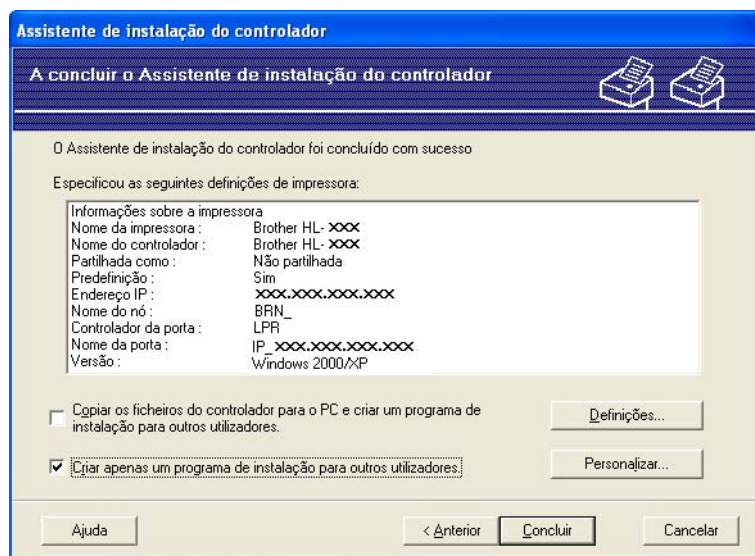 Assistente de instalação do controlador
A concluir o Assistente de instalação do controlador
O Assistente de instalação do controlador foi concluído com sucesso
Especificou as seguintes definições de impressora:
Informações sobre a impressora
Nome da impressora : Brother HL- XXX
Nome do controlador : Brother HL- XXX
Partilhada como : Não partilhada
Predefinição : Sim
Endereço IP : XXX.XXX.XXX.XXX
Nome do nó : BRN_
Controlador da porta : LPR
Nome da porta : IP_XXX.XXX.XXX.XXX
Versão : Windows 2000/XP
Copiar os ficheiros do controlador para o PC e criar um programa de
instalação para outros utilizadores.
Definições...
Criar apenas um programa de instalação para outros utilizadores.
Personalizar...
Ajuda
< Anterior
Concluir
Cancelar